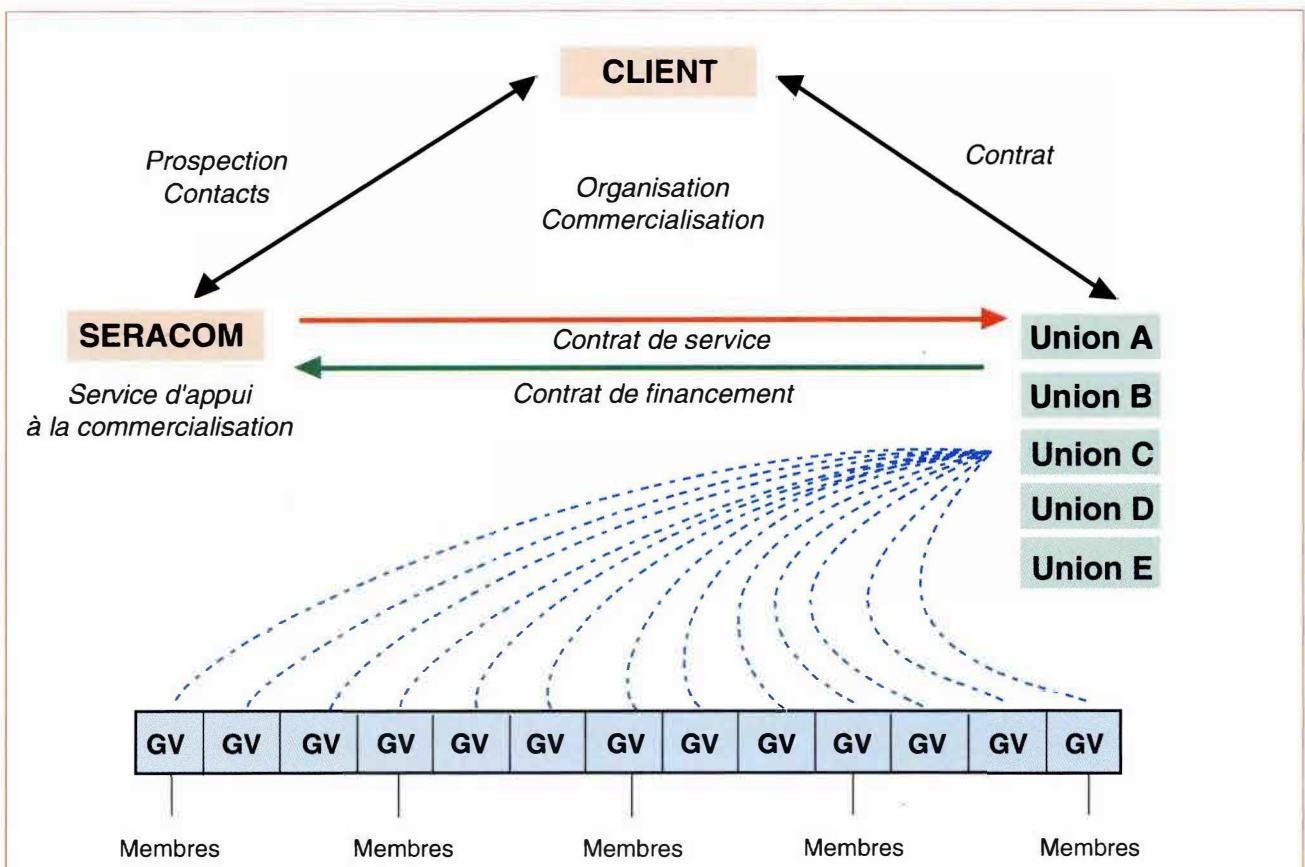 CLIENT
Prospection
Contacts
Contrat
Organisation
Commercialisation
SERACOM
Service d'appui
à la commercialisation
Contrat de service
Contrat de financement
Union A
Union B
Union C
Union D
Union E
GV GV GV GV GV GV GV GV GV GV GV GV GV
Membres Membres Membres Membres Membres